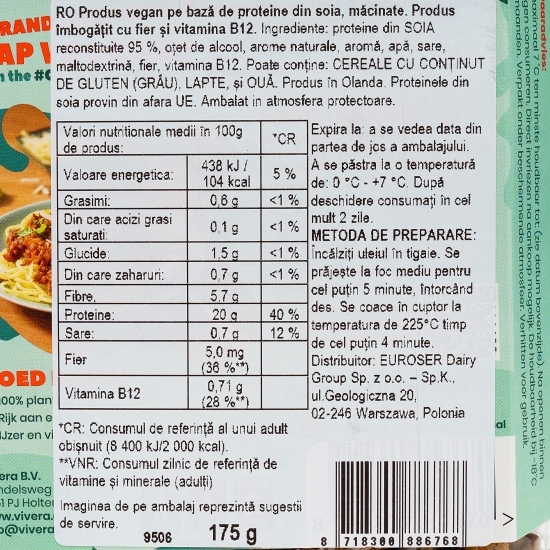 RO Produs vegan pe bază de proteine din soia, măcinate. Produs
îmbogățit cu fier și vitamina B12. Ingrediente: proteine din SOIA
reconstituite 95 %, oțet de alcool, arome naturale, aromă, apă, sare,
maltodextrină, fier, vitamina B12. Poate conține: CEREALE CU CONȚINUT
DE GLUTEN (GRÂU), LAPTE, și OUĂ. Produs în Olanda. Proteinele din
soia provin din afara UE. Ambalat in atmosfera protectoare.
Valori nutritionale medii în 100g
de produs:
*CR
Valoare energetica: 438 kJ / 104 kcal 5 %
Grasimi: 0,6 g <1 %
Din care acizi grasi
saturati: 0,1 g <1 %
Glucide: 1,5 g <1 %
Din care zaharuri: 0,7 g <1 %
Fibre, 5,7 g
Proteine: 20 g 40 %
Sare: 0,7 g 12 %
Fier 5,0 mg (36 %**)
Vitamina B12 0,71 g (28 %**)
Expira la: a se vedea data din
partea de jos a ambalajului.
A se păstra la o temperatură
de: 0 °C - +7 °C. După
deschidere consumați în cel
mult 2 zile.
METODA DE PREPARARE:
Încălziți uleiul în tigaie. Se
prăjește la foc mediu pentru
cel puțin 5 minute, întorcând
des. Se coace în cuptor la
temperatura de 225°C timp
de cel puțin 4 minute.
Distribuitor: EUROSER Dairy
Group Sp. z o.o. – Sp.K.,
ul.Geologiczna 20,
02-246 Warszawa, Polonia
*CR: Consumul de referință al unui adult
obișnuit (8 400 kJ/2 000 kcal).
**VNR: Consumul zilnic de referință de
vitamine și minerale (adulți)
Imaginea de pe ambalaj reprezintă sugestii
de servire.
9506 175 g
8 718300 886768
>